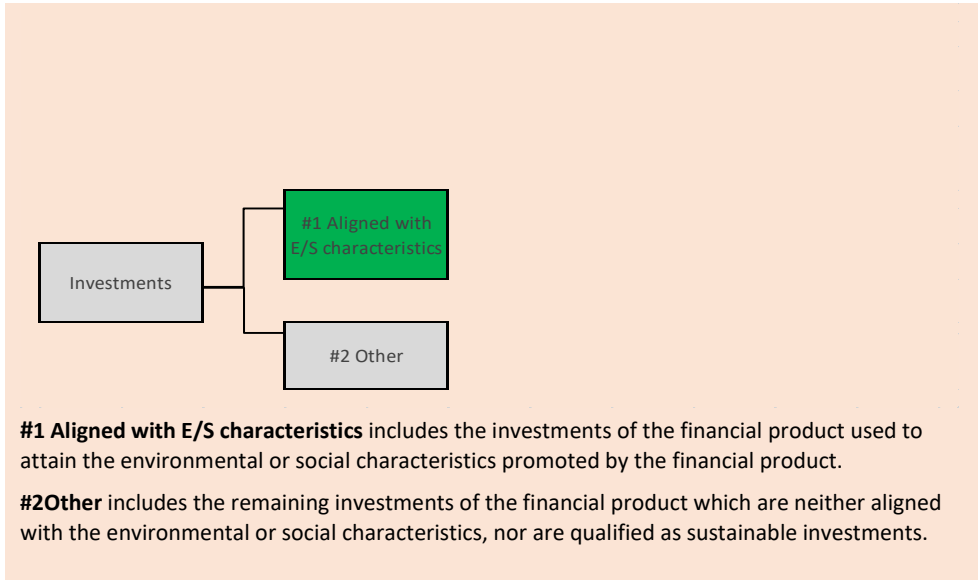 #1 Aligned with
E/S characteristics
Investments
#2 Other
#1 Aligned with E/S characteristics includes the investments of the financial product used to
attain the environmental or social characteristics promoted by the financial product.
#2Other includes the remaining investments of the financial product which are neither aligned
with the environmental or social characteristics, nor are qualified as sustainable investments.